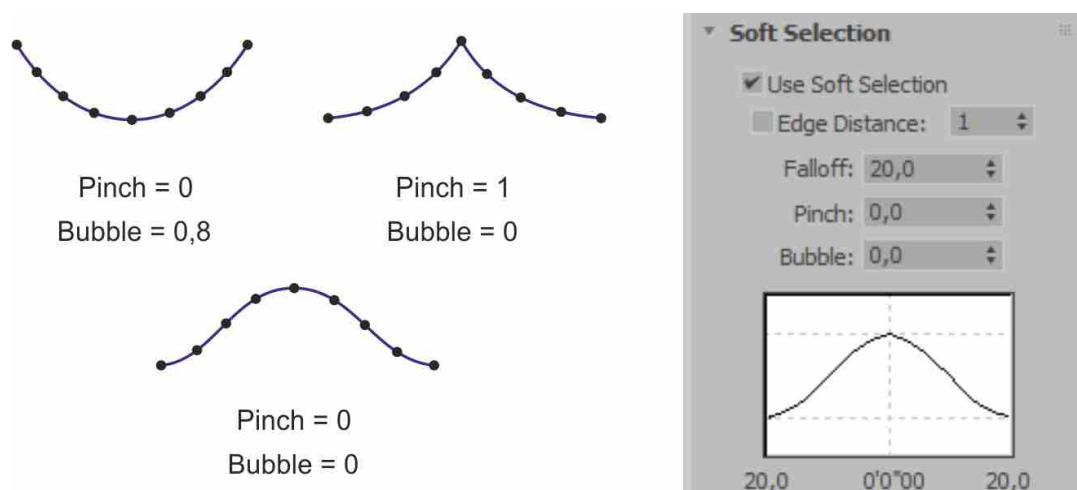 Pinch = 0
Bubble = 0,8
Pinch = 1
Bubble = 0
Pinch = 0
Bubble = 0
Soft Selection
Use Soft Selection
Edge Distance: 1
Falloff: 20,0
Pinch: 0,0
Bubble: 0,0
20,0 0'0"00 20,0